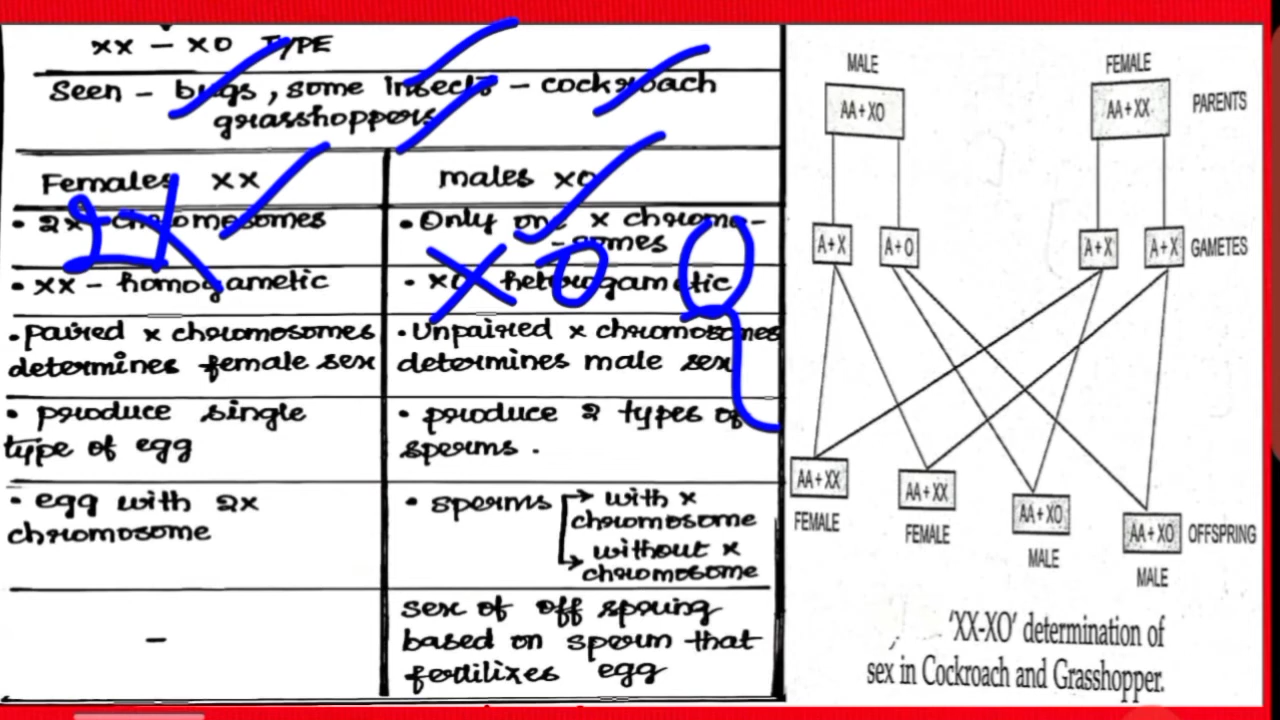 XX - XO TYPE
Seen - bugs, some insects - cockroach
grasshoppers
Females XX
males XO
• 2x chromosomes
• Only one x chromo-
- somes
• XX - homogametic
• XO heterogametic
• Paired x chromosomes
determines female sex
• Unpaired x chromosomes
determines male sex
• produce single
type of egg
• produce 2 types of
sperms.
• egg with 2x
chromosome
• sperms → with x
chromosome
→ without x
chromosome
-
sex of off spring
based on sperm that
fertilizes egg
2X
XO
MALE
FEMALE
AA + XO
AA + XX
PARENTS
A + X
A + O
A + X
A + X
GAMETES
AA + XX
AA + XX
AA + XO
AA + XO
OFFSPRING
FEMALE
FEMALE
MALE
MALE
'XX-XO' determination of
sex in Cockroach and Grasshopper.